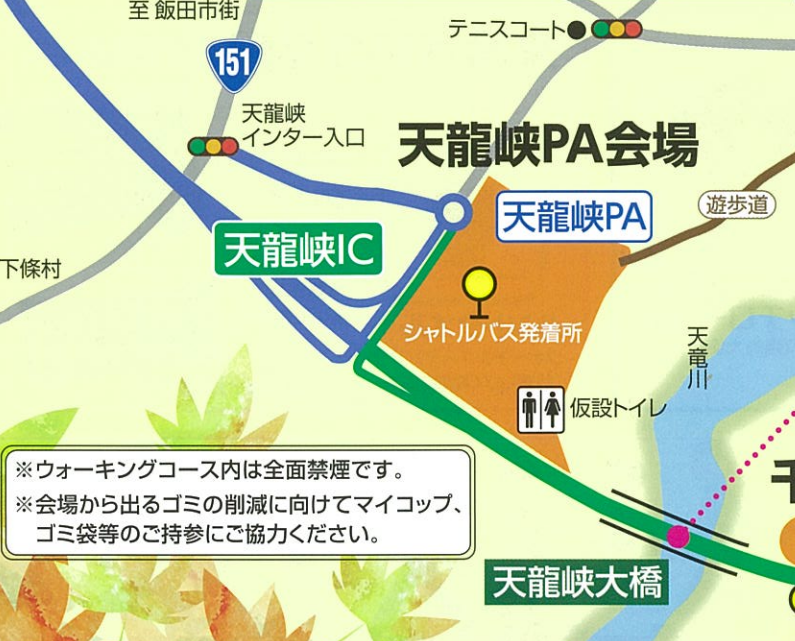 至 飯田市街
テニスコート
151
天龍峡
インター入口
天龍峡PA会場
天龍峡PA
遊歩道
天龍峡IC
下條村
シャトルバス発着所
天竜川
仮設トイレ
※ウォーキングコース内は全面禁煙です。
※会場から出るゴミの削減に向けてマイコップ、
ゴミ袋等のご持参にご協力ください。
天龍峡大橋